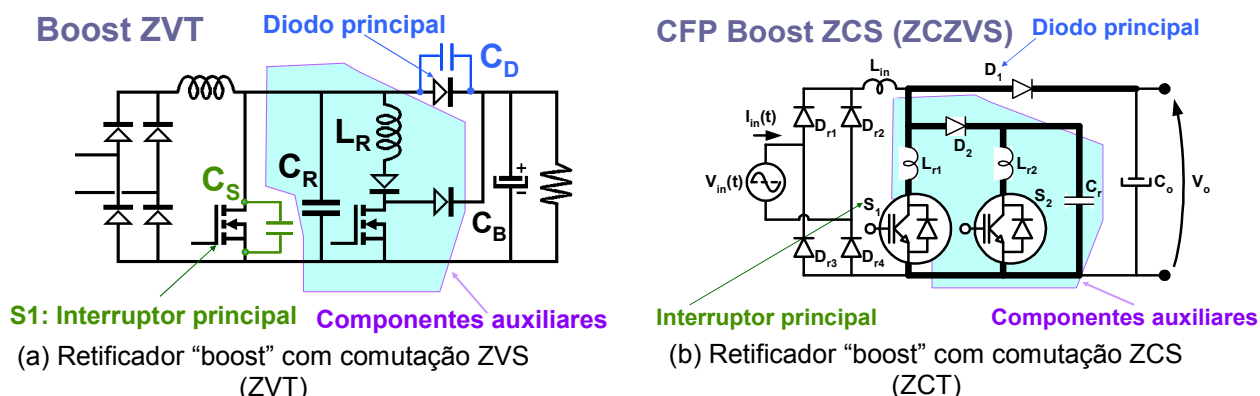 Boost ZVT
Diodo principal
C_D
L_R
C_R
C_S
C_B
+
–
S1: Interruptor principal
Componentes auxiliares
(a) Retificador “boost” com comutação ZVS
(ZVT)
CFP Boost ZCS (ZCZVS)
Diodo principal
L_in
D_1
I_in(t)
D_r1
D_r2
D_2
L_r1
L_r2
C_r
C_o
V_o
V_in(t)
S_1
S_2
D_r3
D_r4
Interruptor principal
Componentes auxiliares
(b) Retificador “boost” com comutação ZCS
(ZCT)